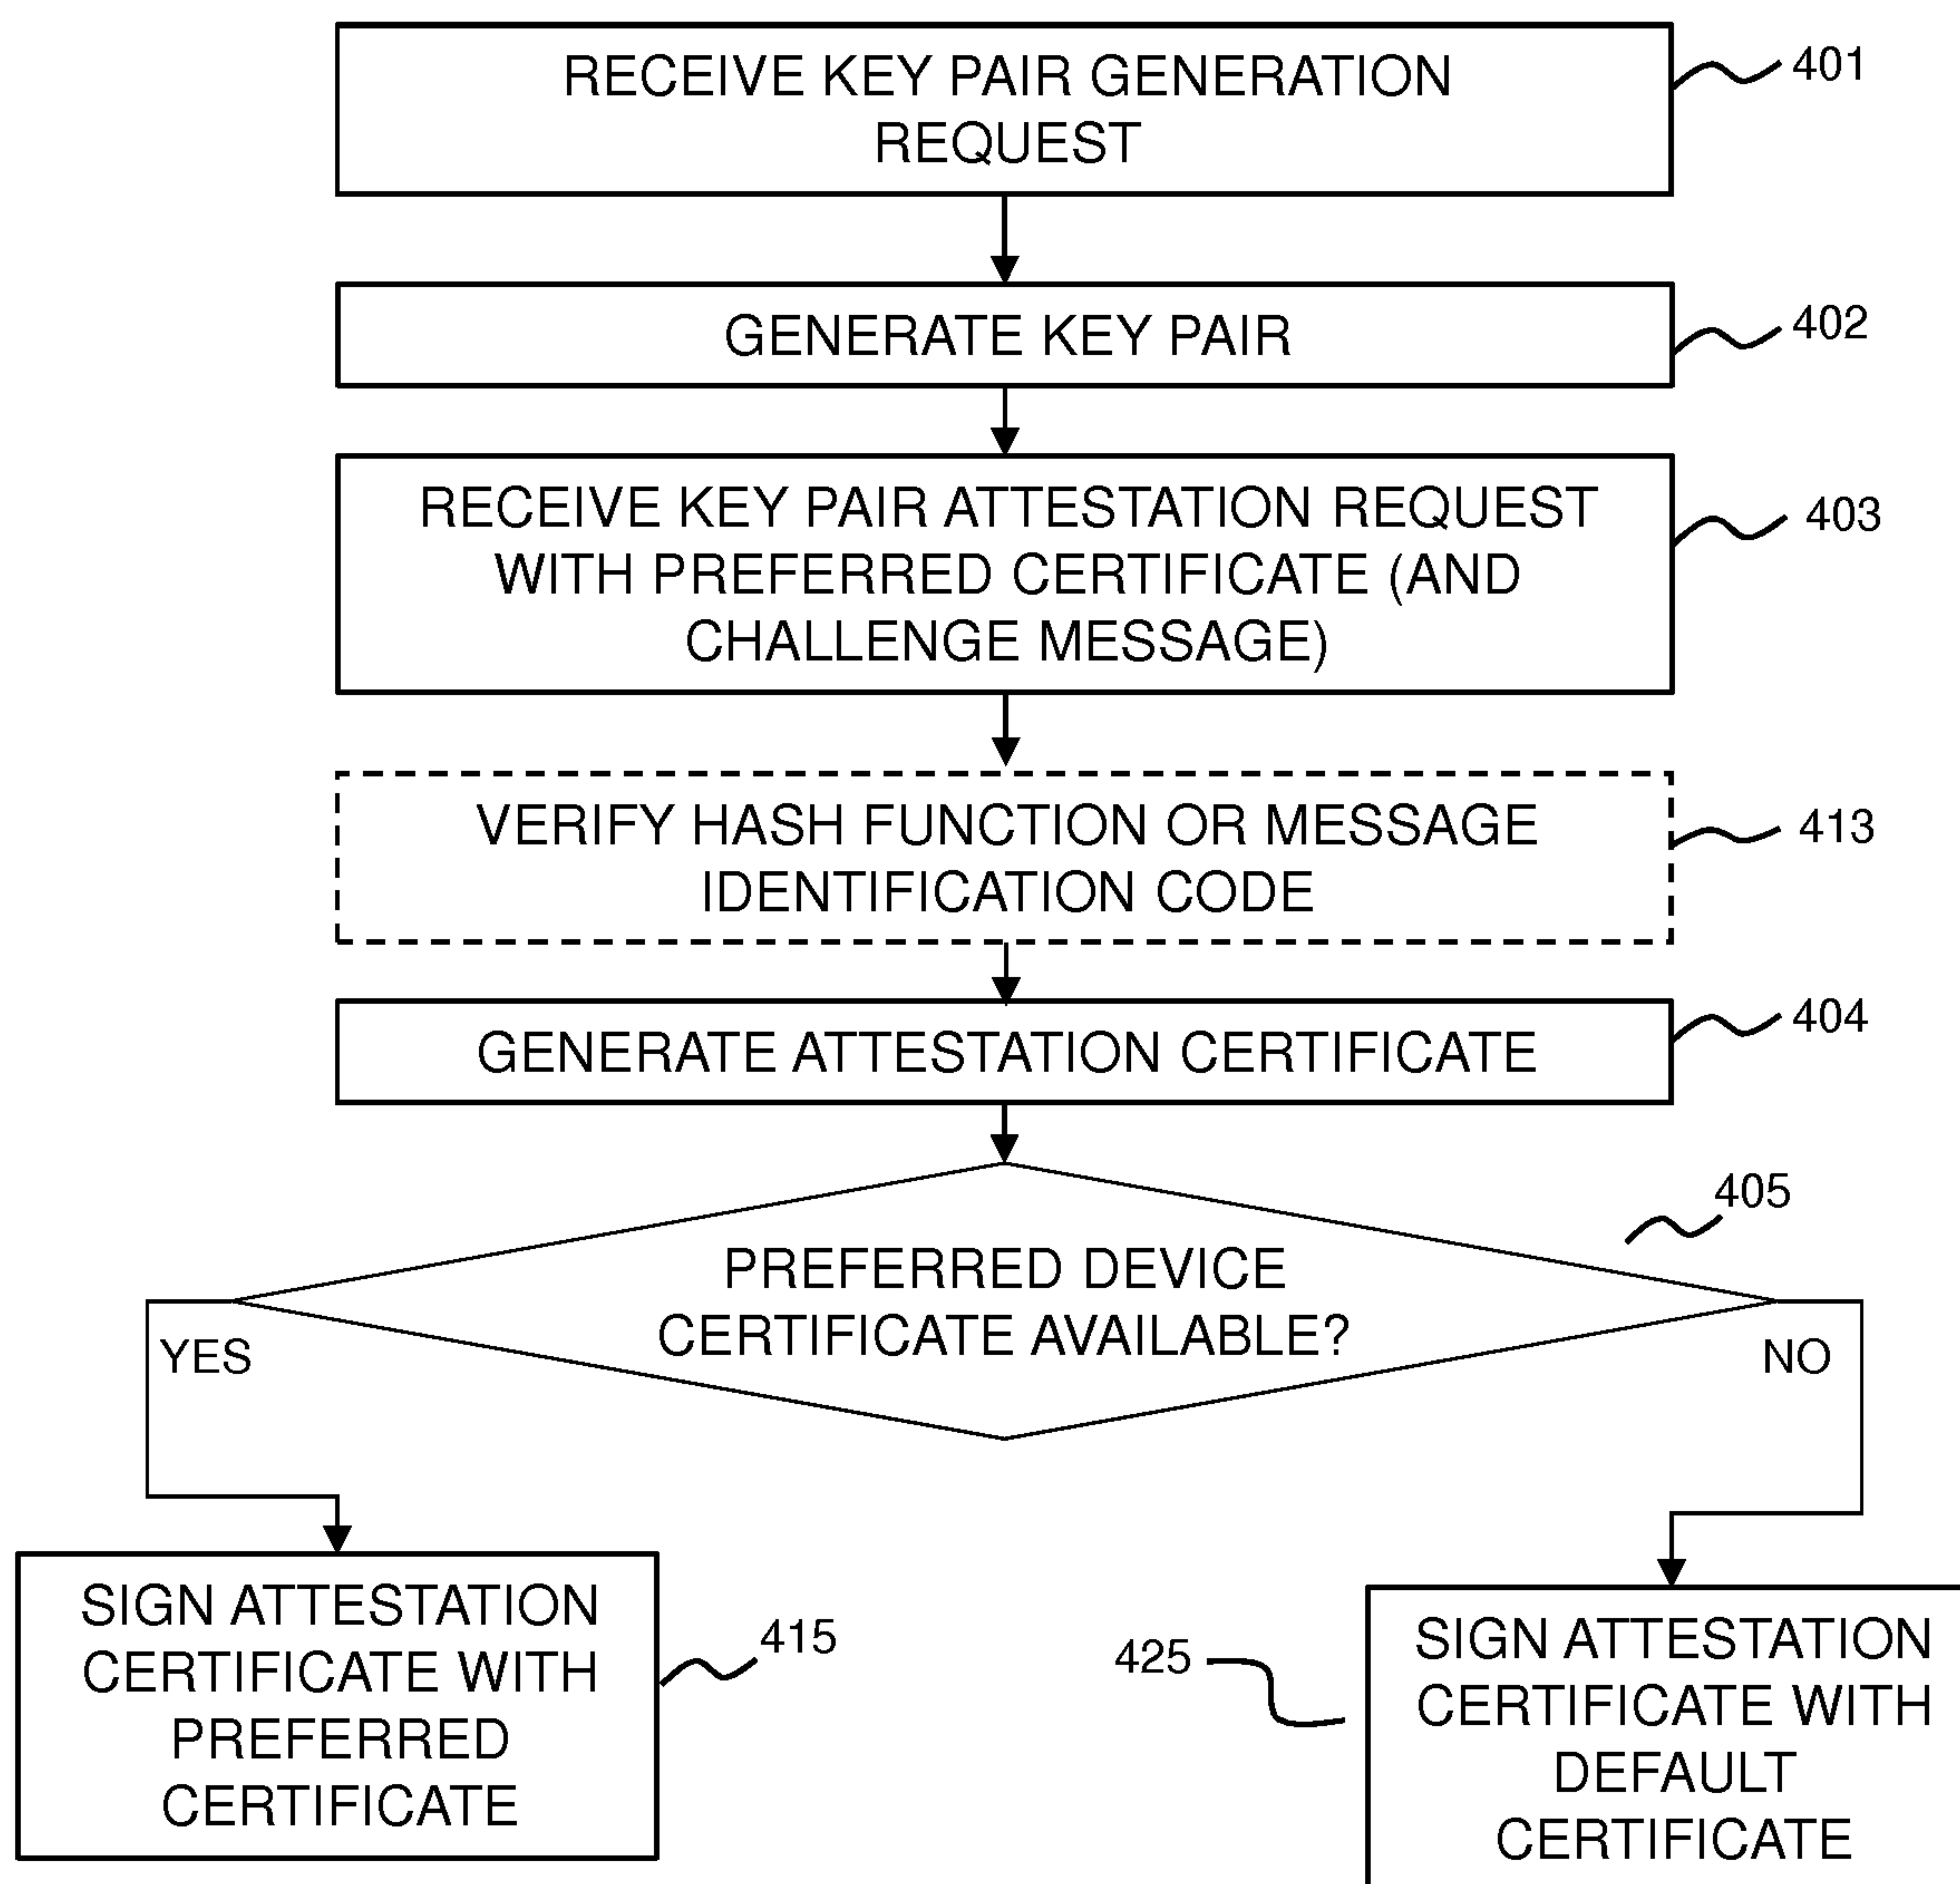 RECEIVE KEY PAIR GENERATION
REQUEST
401
GENERATE KEY PAIR
402
RECEIVE KEY PAIR ATTESTATION REQUEST
WITH PREFERRED CERTIFICATE (AND
CHALLENGE MESSAGE)
403
VERIFY HASH FUNCTION OR MESSAGE
IDENTIFICATION CODE
413
GENERATE ATTESTATION CERTIFICATE
404
PREFERRED DEVICE
CERTIFICATE AVAILABLE?
405
YES
NO
SIGN ATTESTATION
CERTIFICATE WITH
PREFERRED
CERTIFICATE
415
425
SIGN ATTESTATION
CERTIFICATE WITH
DEFAULT
CERTIFICATE